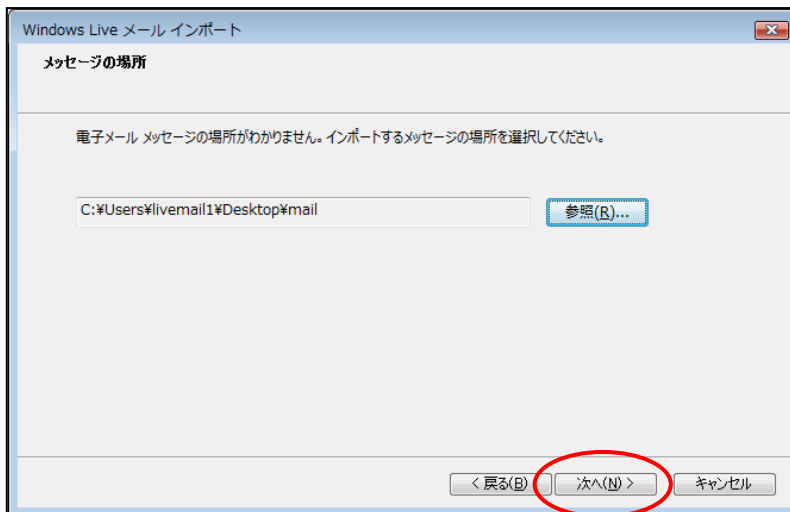 Windows Live メール インポート
メッセージの場所
電子メール メッセージの場所がわかりません。インポートするメッセージの場所を選択してください。
C:¥Users¥livemail1¥Desktop¥mail
参照(R)...
< 戻る(B)
次へ(N) >
キャンセル